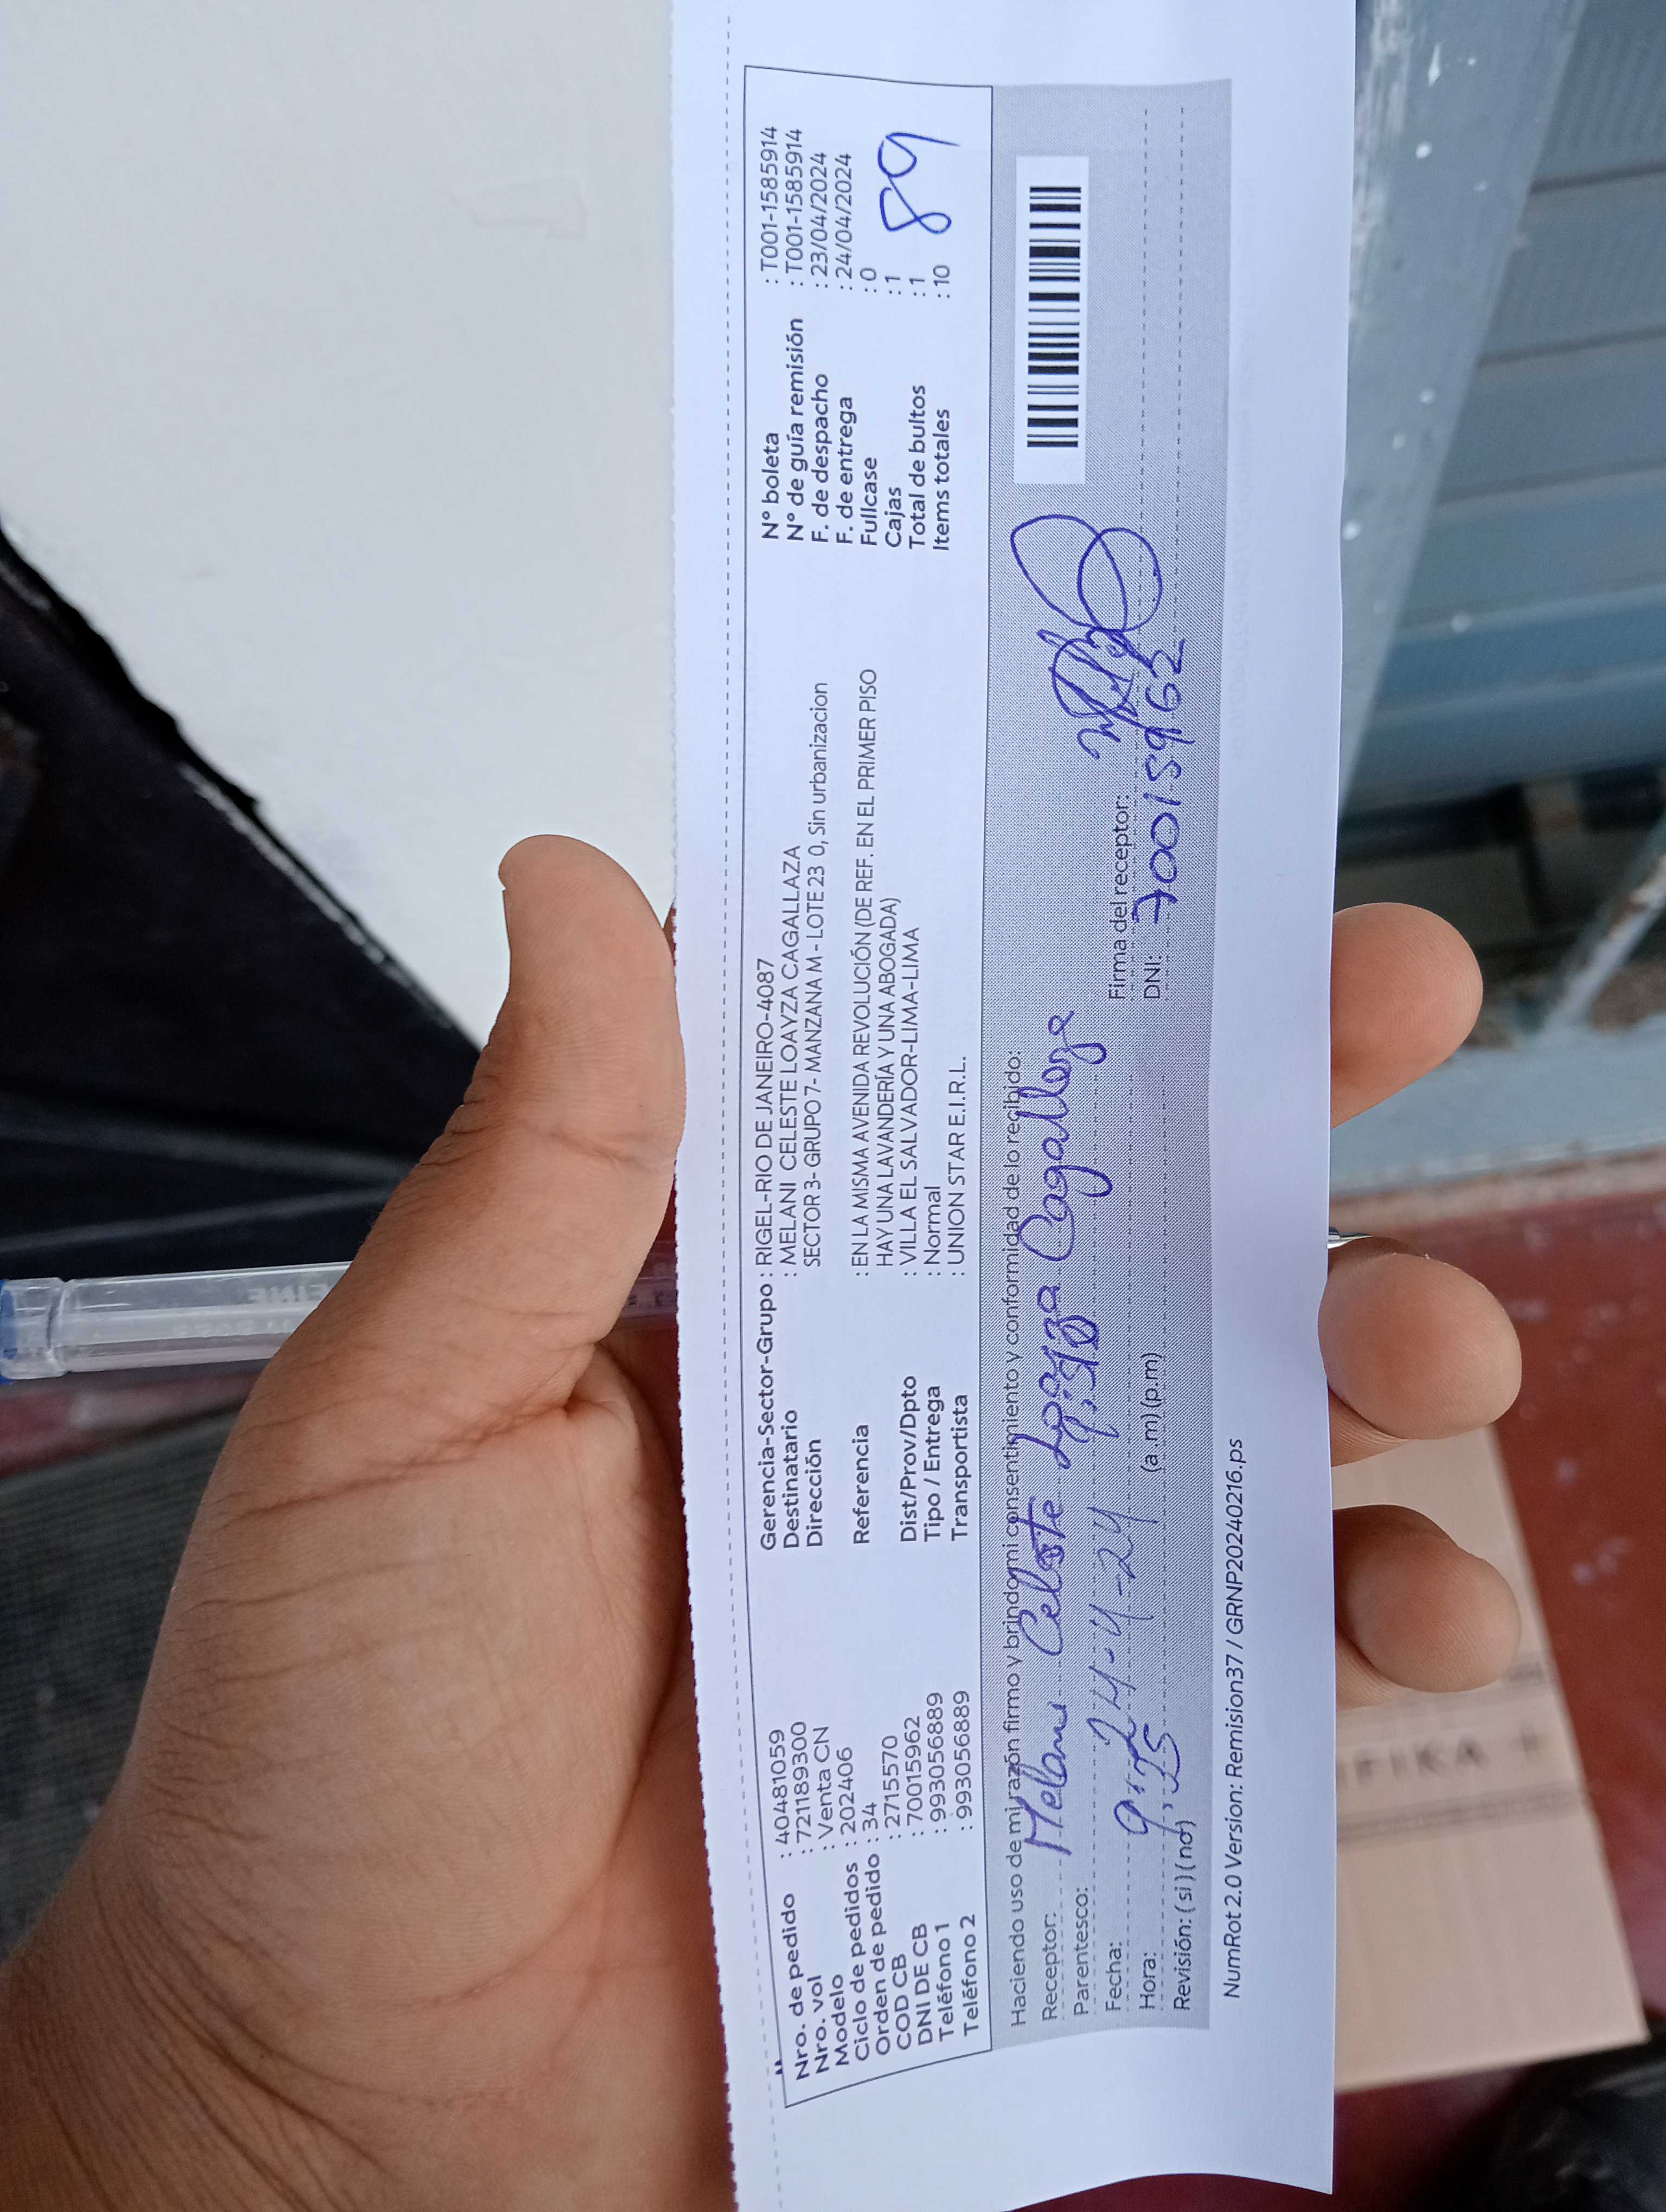 Nro. de pedido : 40481059
Nro. vol : 721189300
Modelo : Venta CN
Ciclo de pedidos : 202406
Orden de pedido : 34
COD CB : 2715570
DNI DE CB : 70015962
Teléfono 1 : 993056889
Teléfono 2 : 993056889
Gerencia-Sector-Grupo : RIGEL-RIO DE JANEIRO-4087
Destinatario : MELANI CELESTE LOAYZA CAGALLAZA
Dirección SECTOR 3- GRUPO 7- MANZANA M - LOTE 23 0, Sin urbanizacion
Referencia : EN LA MISMA AVENIDA REVOLUCIÓN (DE REF. EN EL PRIMER PISO
HAY UNA LAVANDERÍA Y UNA ABOGADA)
Dist/Prov/Dpto : VILLA EL SALVADOR-LIMA-LIMA
Tipo / Entrega : Normal
Transportista : UNION STAR E.I.R.L.
N° boleta : T001-1585914
N° de guía remisión : T001-1585914
F. de despacho : 23/04/2024
F. de entrega : 24/04/2024
Fullcase : 0
Cajas : 1
Total de bultos : 1
Items totales : 10
89
Haciendo uso de mi razón firmo y brindo mi consentimiento y conformidad de lo recibido:
Receptor: Melani Celeste Loayza Cagalleza
Parentesco:
Fecha: 24-4-24
Hora: (a.m) (p.m)
Revisión: ( si ) ( no )
Firma del receptor:
DNI: 70015962
NumRot 2.0 Version: Remision37 / GRNP20240216.ps
IFIKA +